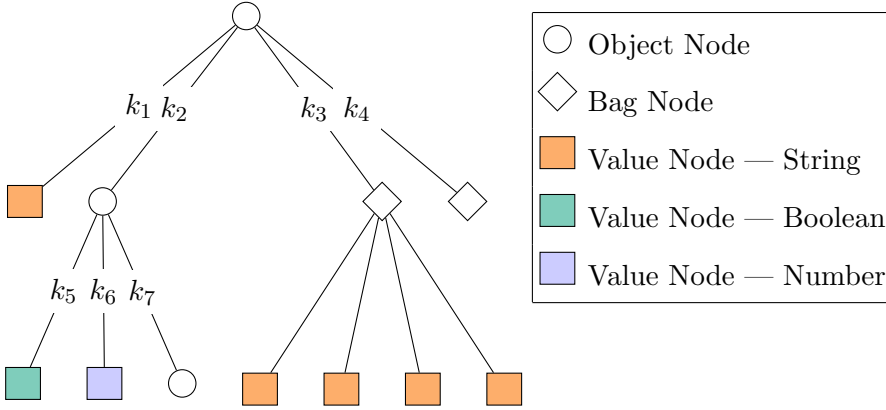 k₁ k₂ k₃ k₄
k₅ k₆ k₇
Object Node
Bag Node
Value Node — String
Value Node — Boolean
Value Node — Number